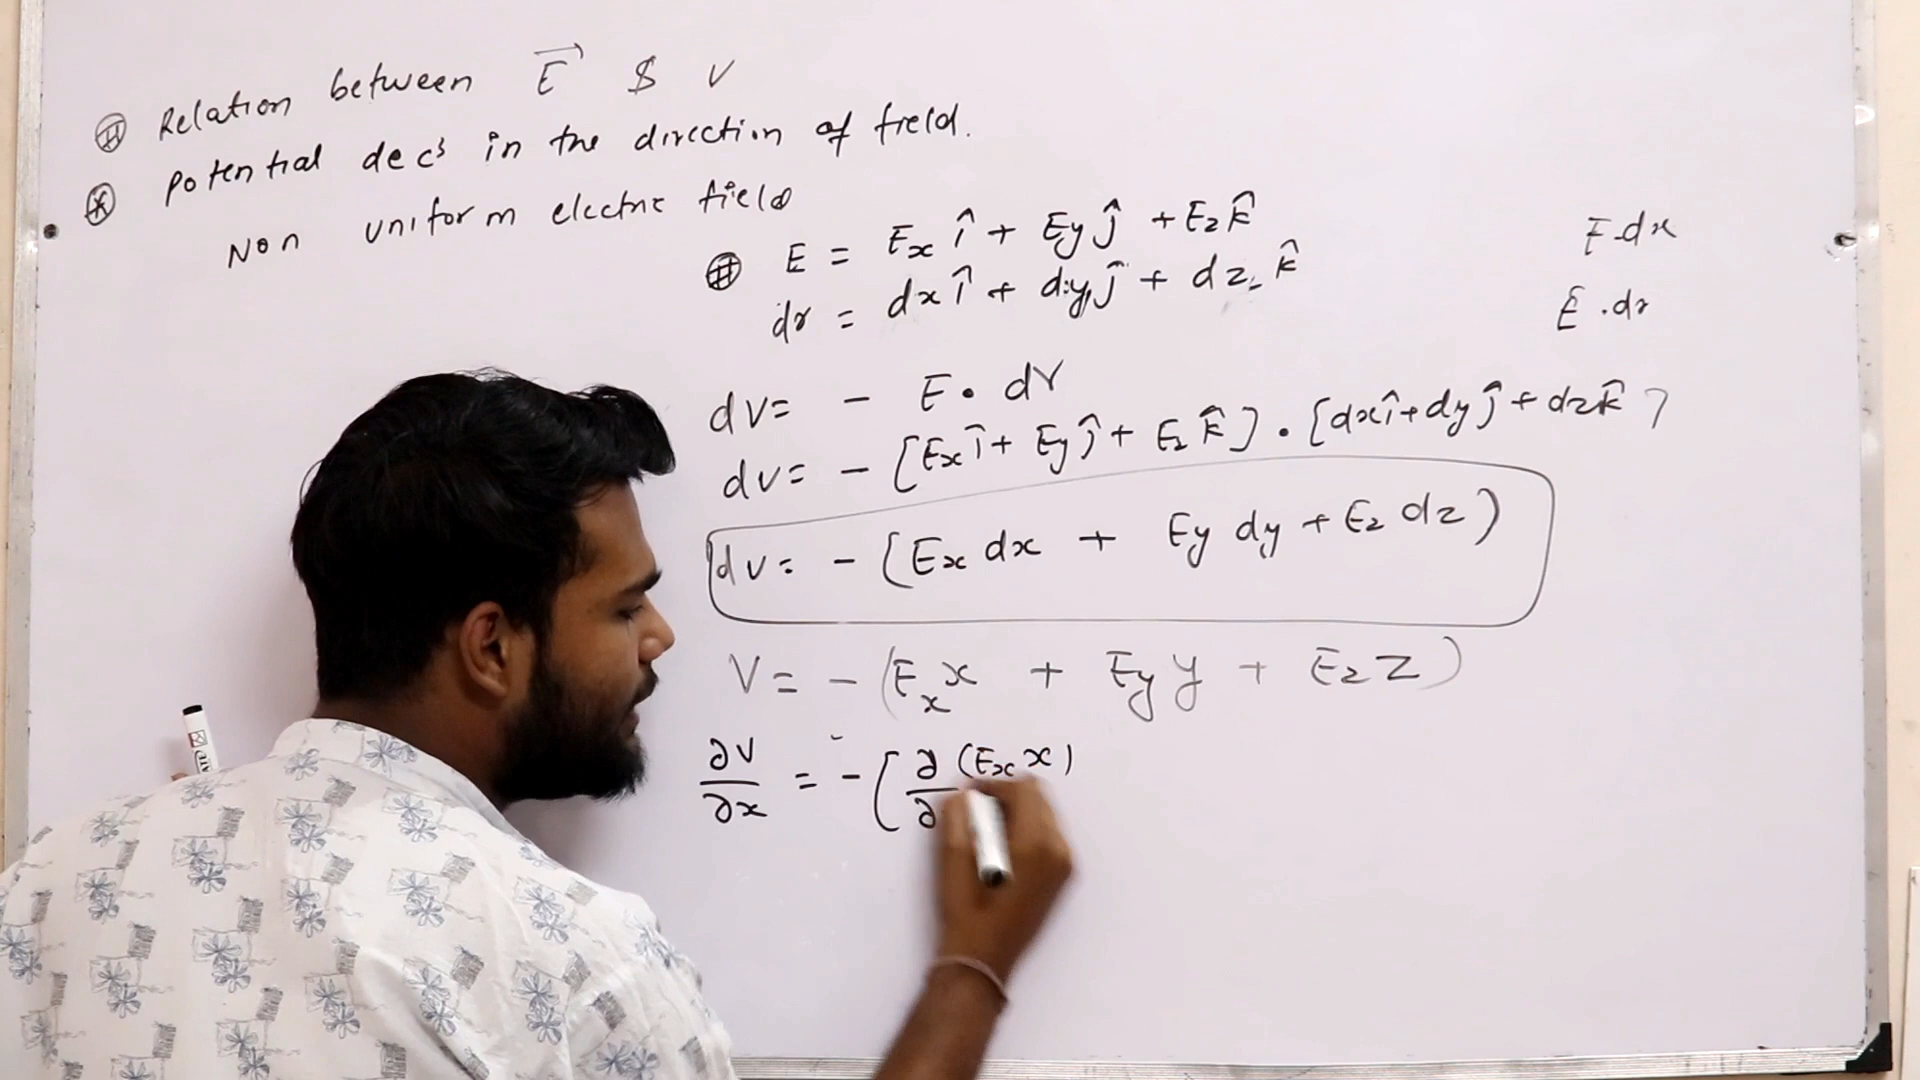 Relation between E⃗ $ V
Potential decs in the direction of field.
Non uniform electric field
E = Ex î + Ey ĵ + Ez k̂
dr = dx î + dy ĵ + dz k̂
E.dx
E.dr
dv = - E . dr
dv = - [Ex î + Ey ĵ + Ez k̂] . [dx î + dy ĵ + dz k̂]
dv = - (Ex dx + Ey dy + Ez dz)
V = - (Ex x + Ey y + Ez z)
∂V/∂x = - [∂ (Ex x)/∂